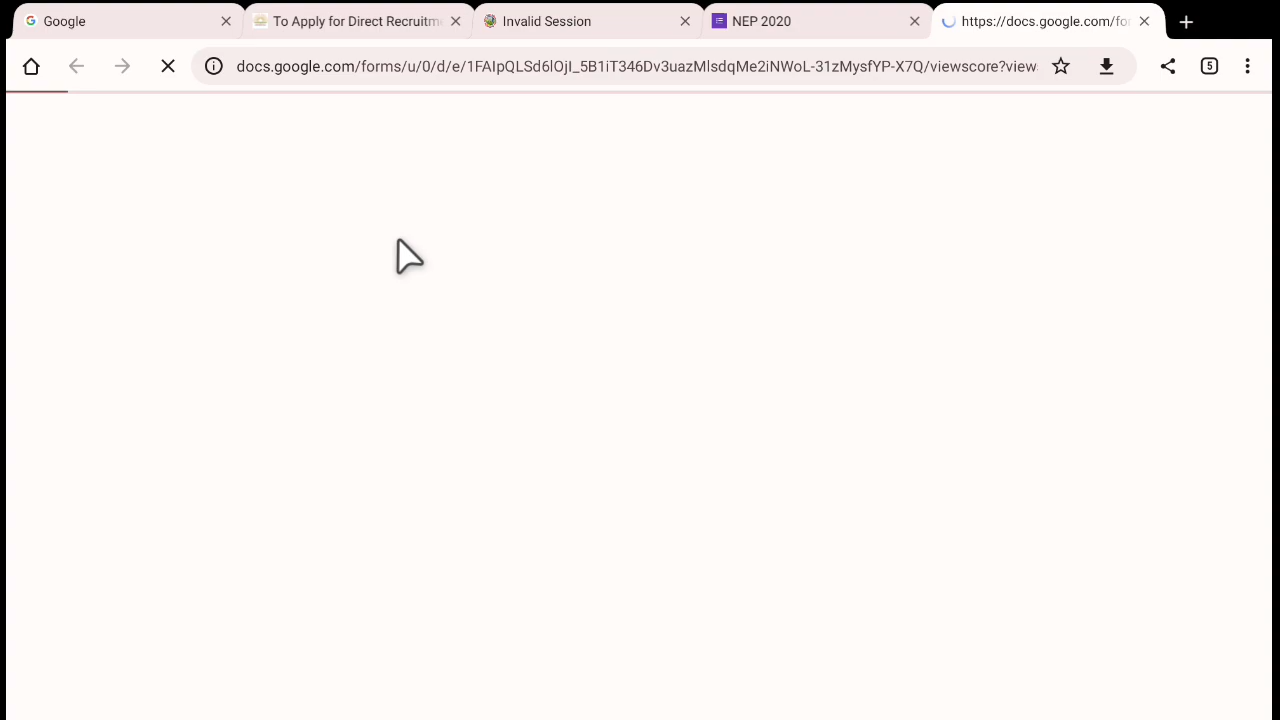 Google
To Apply for Direct Recruitm
Invalid Session
NEP 2020
https://docs.google.com/for
docs.google.com/forms/u/0/d/e/1FAIpQLSd6lOjI_5B1iT346Dv3uazMlsdqMe2iNWoL-31zMysfYP-X7Q/viewscore?view
5